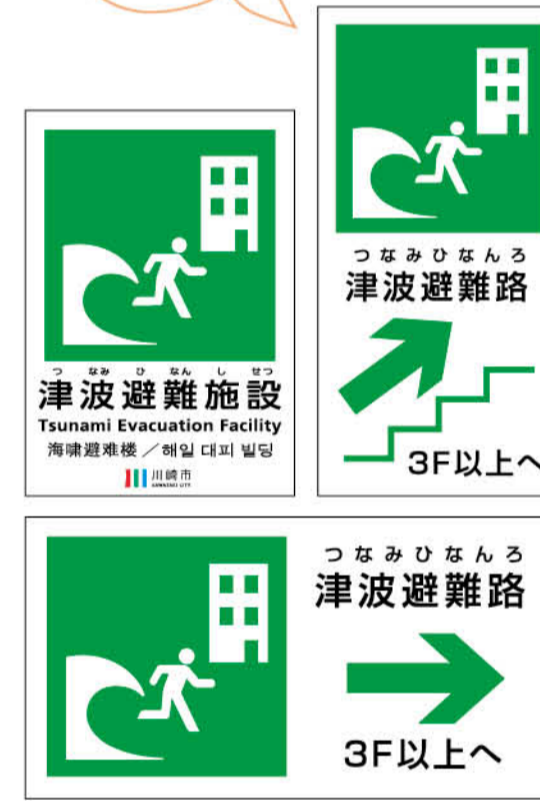 つ なみ ひ なん し せつ
津波避難施設
Tsunami Evacuation Facility
海啸避难楼 ／해일 대피 빌딩
川崎市
KAWASAKI CITY
つなみひなんろ
津波避難路
3F以上へ
つなみひなんろ
津波避難路
3F以上へ